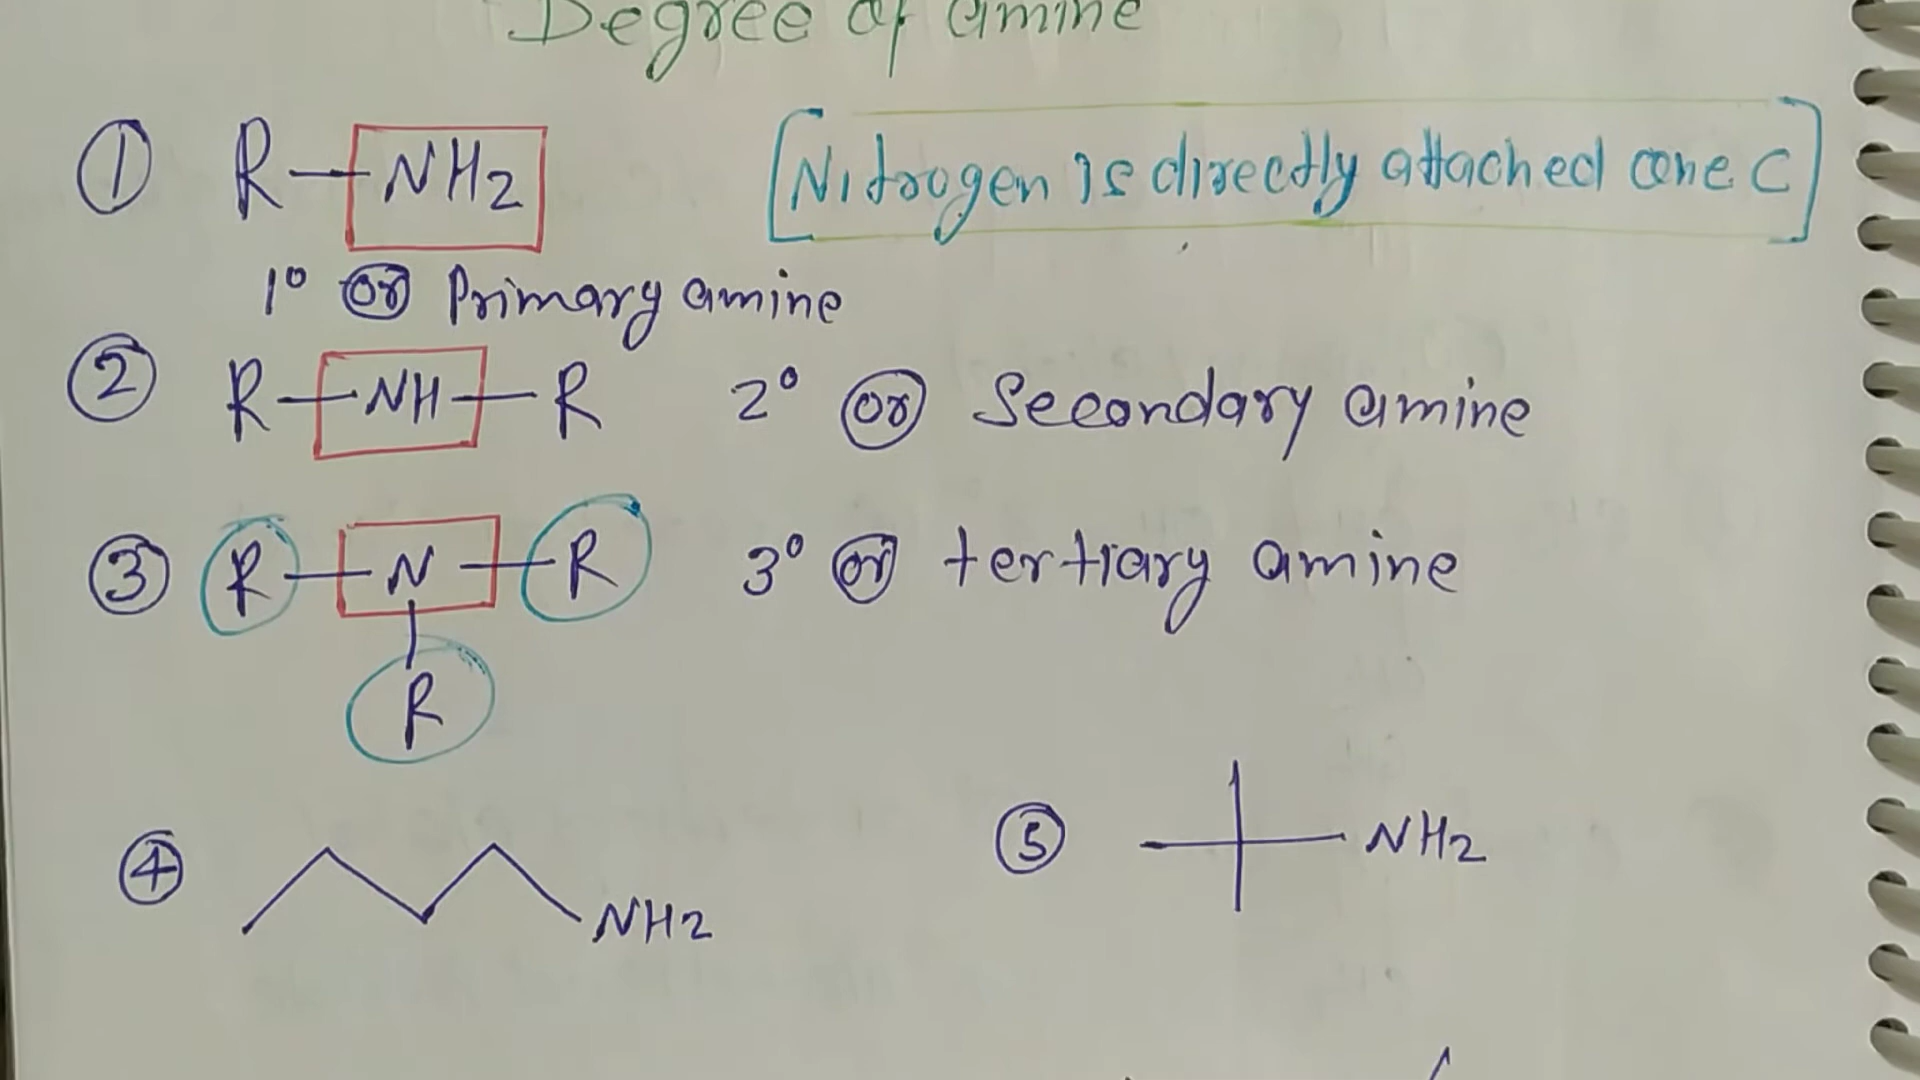 Degree of amine
① R-NH2 [Nitrogen is directly attached one C]
1° or Primary amine
② R-NH-R 2° or Secondary amine
③ R-N-R 3° or tertiary amine
R
④ NH2
⑤ NH2